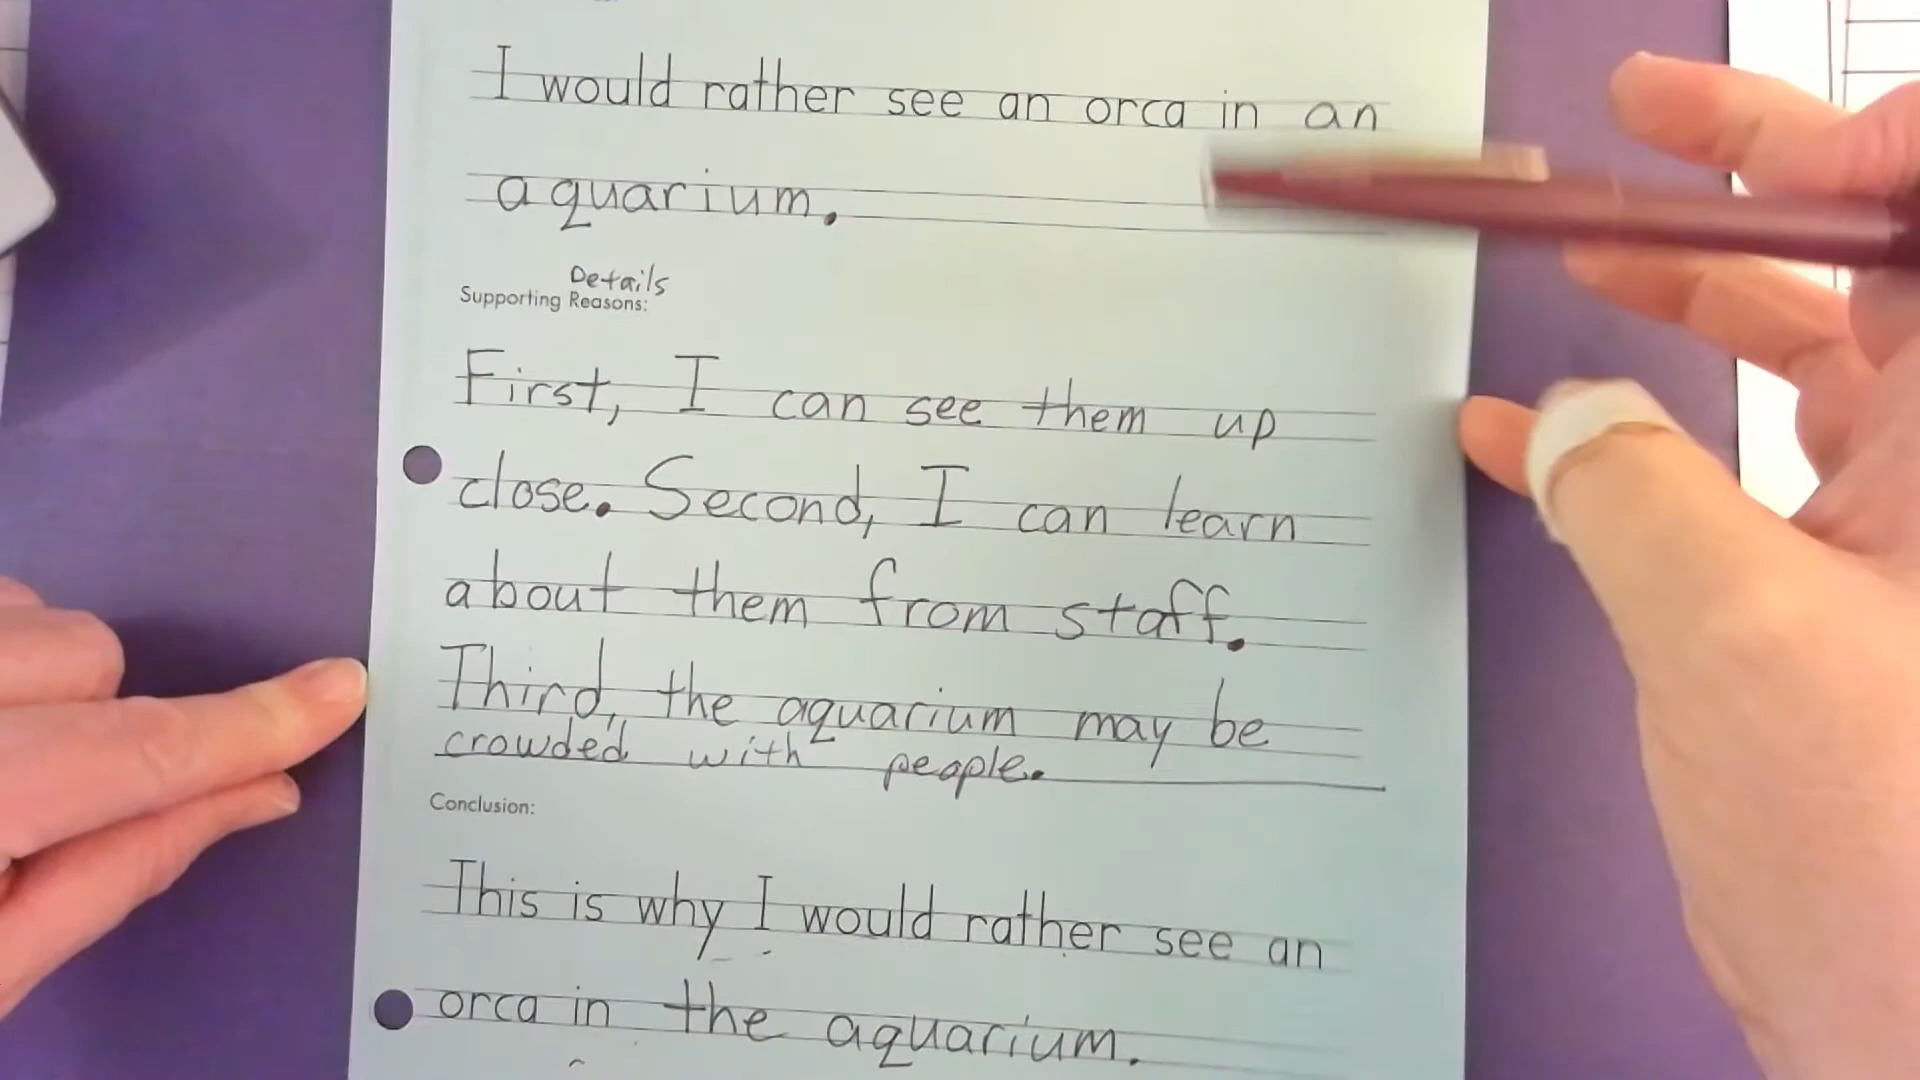 I would rather see an orca in an
aquarium.
Details
Supporting Reasons:
First, I can see them up
close. Second, I can learn
about them from staff.
Third, the aquarium may be
crowded with people.
Conclusion:
This is why I would rather see an
orca in the aquarium.